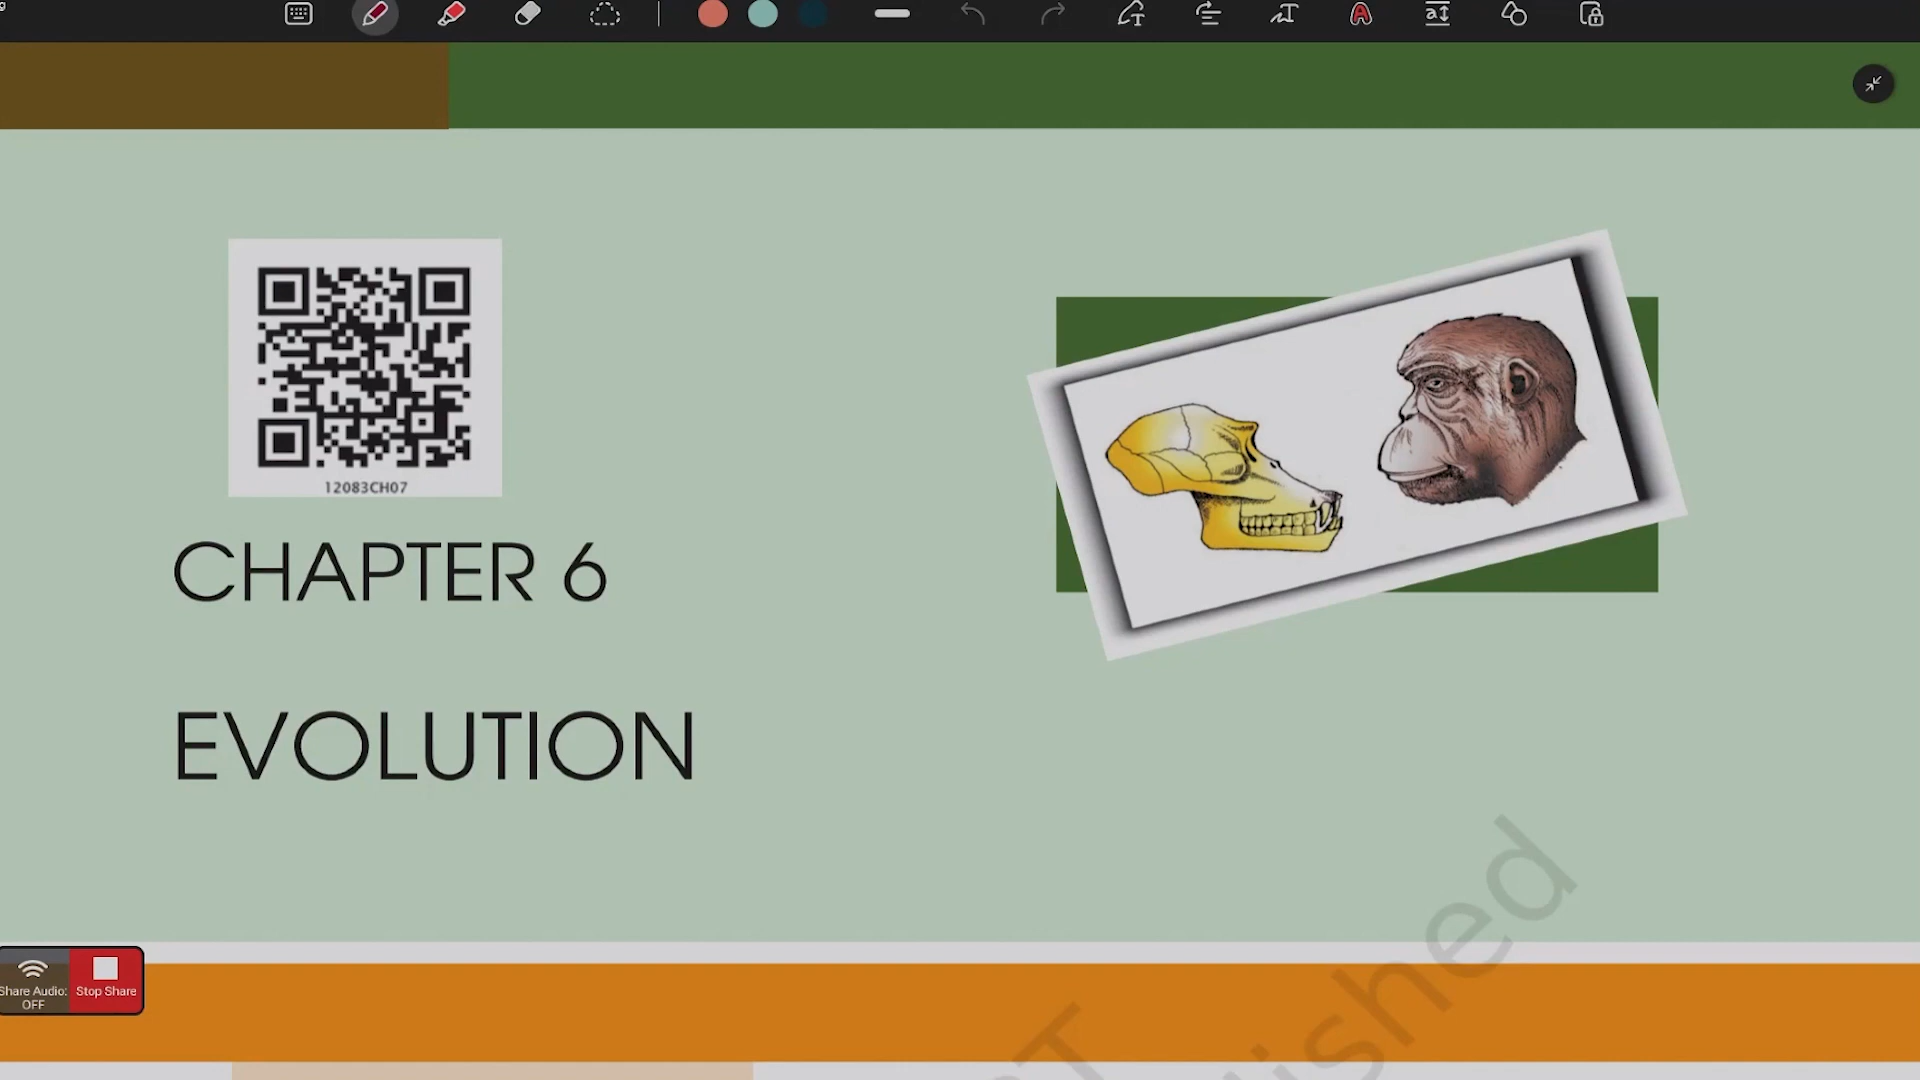 12083CH07
CHAPTER 6
EVOLUTION
Share Audio:
OFF
Stop Share